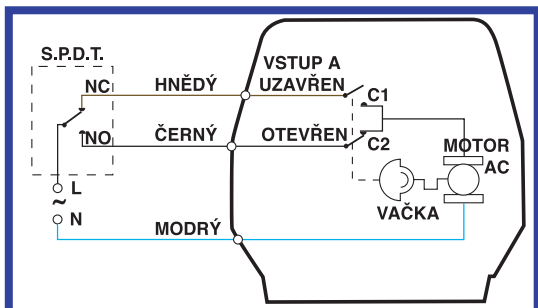 S.P.D.T.
NC
HNĚDÝ
VSTUP A
UZAVŘEN
C1
NO
ČERNÝ
OTEVŘEN
C2
MOTOR
AC
L
~
N
VAČKA
MODRÝ